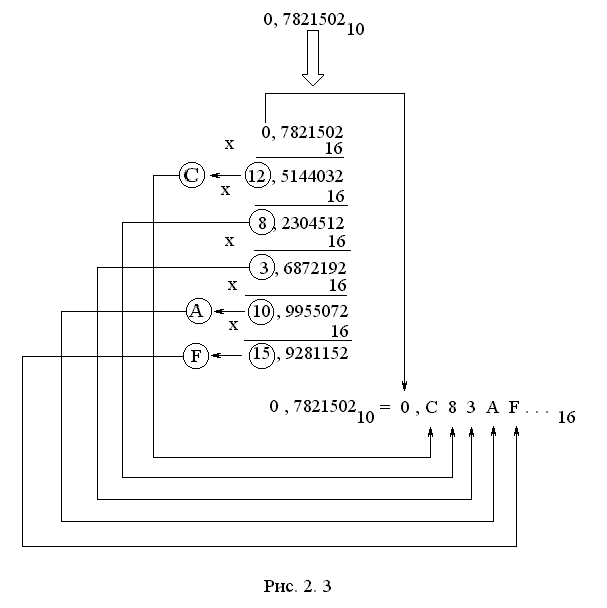 0, 7821502 10
0, 7821502
x 16
C 12, 5144032
x 16
8, 2304512
x 16
3, 6872192
x 16
A 10, 9955072
x 16
F 15, 9281152
0 , 7821502 10 = 0 , C 8 3 A F . . . 16
Рис. 2. 3